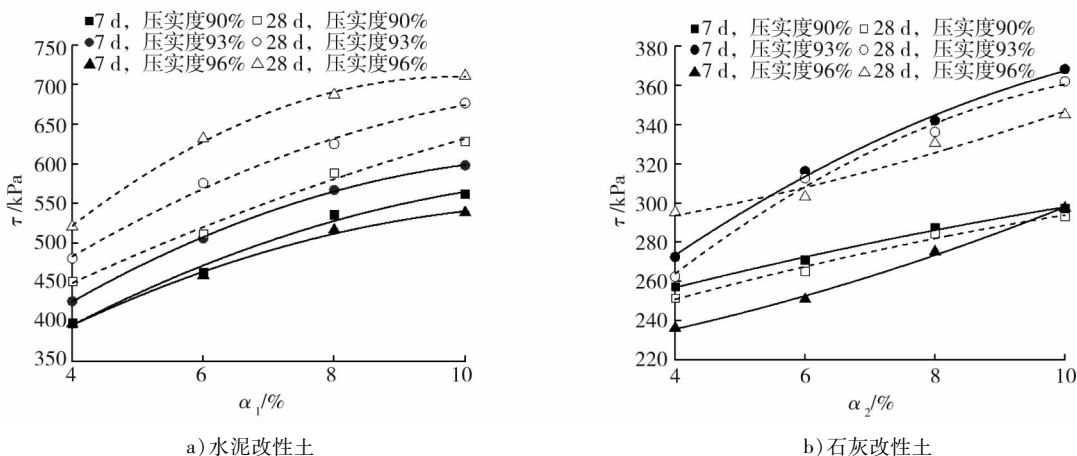 ■7 d，压实度90% □28 d，压实度90%
●7 d，压实度93% ○28 d，压实度93%
▲7 d，压实度96% △28 d，压实度96%
750
700
650
600
550
500
450
400
350
τ/kPa
4 6 8 10
α₁/%
a)水泥改性土
■7 d，压实度90% □28 d，压实度90%
●7 d，压实度93% ○28 d，压实度93%
▲7 d，压实度96% △28 d，压实度96%
380
360
340
320
300
280
260
240
220
τ/kPa
4 6 8 10
α₂/%
b)石灰改性土